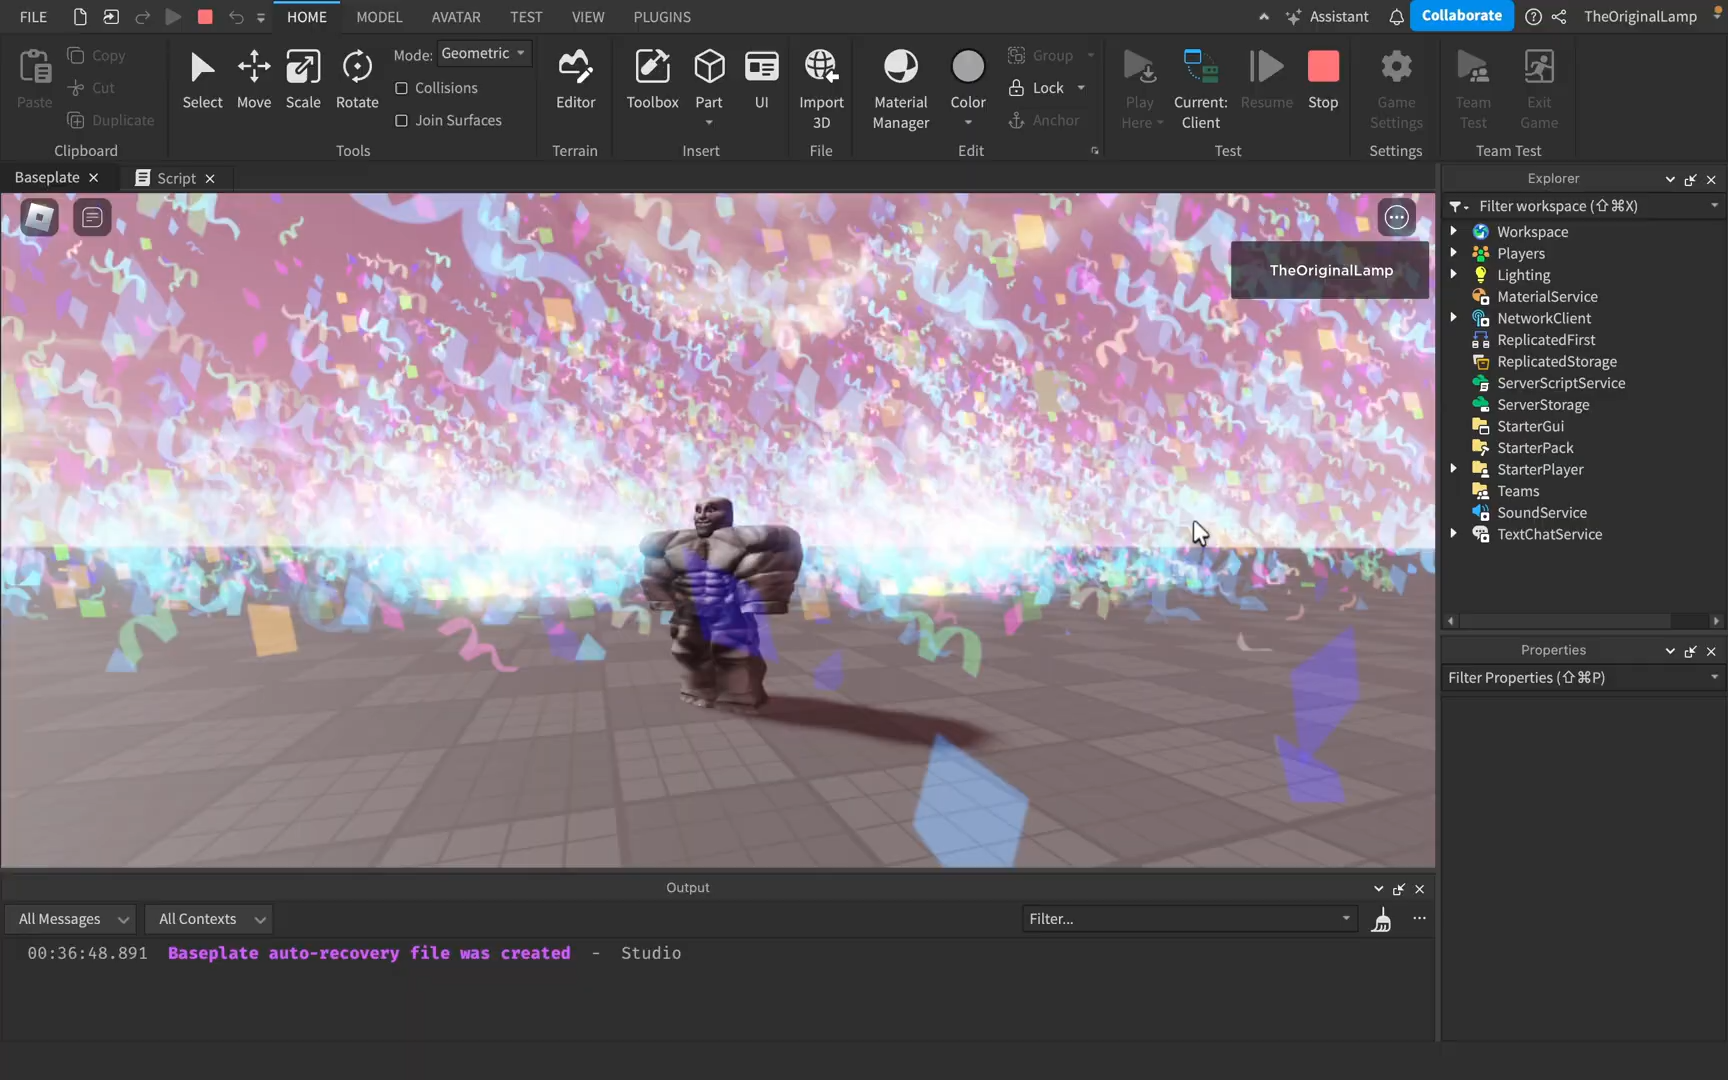 FILE HOME MODEL AVATAR TEST VIEW PLUGINS Assistant Collaborate TheOriginalLamp
Paste
Copy
Cut
Duplicate
Clipboard
Select Move Scale Rotate
Mode: Geometric
Collisions
Join Surfaces
Tools
Editor
Terrain
Toolbox Part UI
Insert
Import
3D
File
Material
Manager
Color
Group
Lock
Anchor
Edit
Play
Here
Current:
Client
Resume Stop
Test
Game
Settings
Settings
Team
Test
Exit
Game
Team Test
Baseplate Script
TheOriginalLamp
Explorer
Filter workspace (⇧⌘X)
Workspace
Players
Lighting
MaterialService
NetworkClient
ReplicatedFirst
ReplicatedStorage
ServerScriptService
ServerStorage
StarterGui
StarterPack
StarterPlayer
Teams
SoundService
TextChatService
Properties
Filter Properties (⇧⌘P)
Output
All Messages All Contexts Filter...
00:36:48.891 Baseplate auto-recovery file was created - Studio